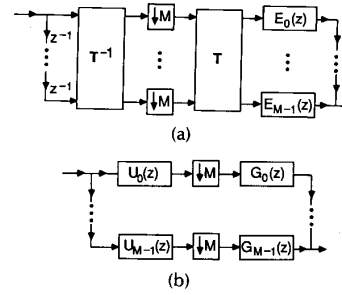 z⁻¹ T⁻¹ ↓M T E₀(z)
z⁻¹ ↓M E_{M-1}(z)
(a)
U₀(z) ↓M G₀(z)
U_{M-1}(z) ↓M G_{M-1}(z)
(b)